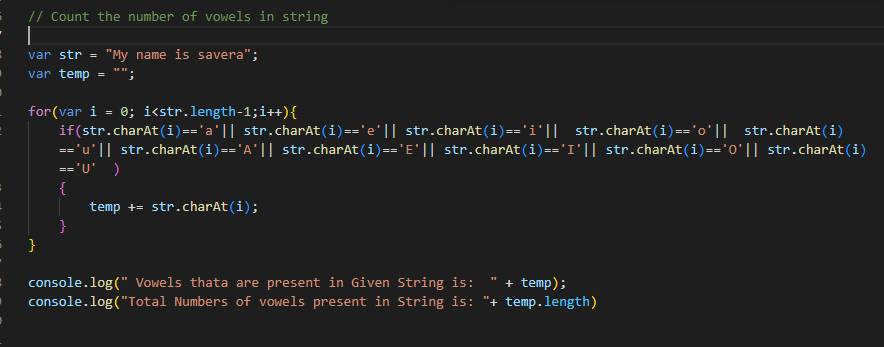 // Count the number of vowels in string
var str = "My name is savera";
var temp = "";
for(var i = 0; i<str.length-1;i++){
if(str.charAt(i)=='a'|| str.charAt(i)=='e'|| str.charAt(i)=='i'||  str.charAt(i)=='o'||  str.charAt(i)
=='u'|| str.charAt(i)=='A'|| str.charAt(i)=='E'|| str.charAt(i)=='I'|| str.charAt(i)=='O'|| str.charAt(i)
=='U'  )
{
temp += str.charAt(i);
}
}
console.log(" Vowels thata are present in Given String is:  " + temp);
console.log("Total Numbers of vowels present in String is: "+ temp.length)